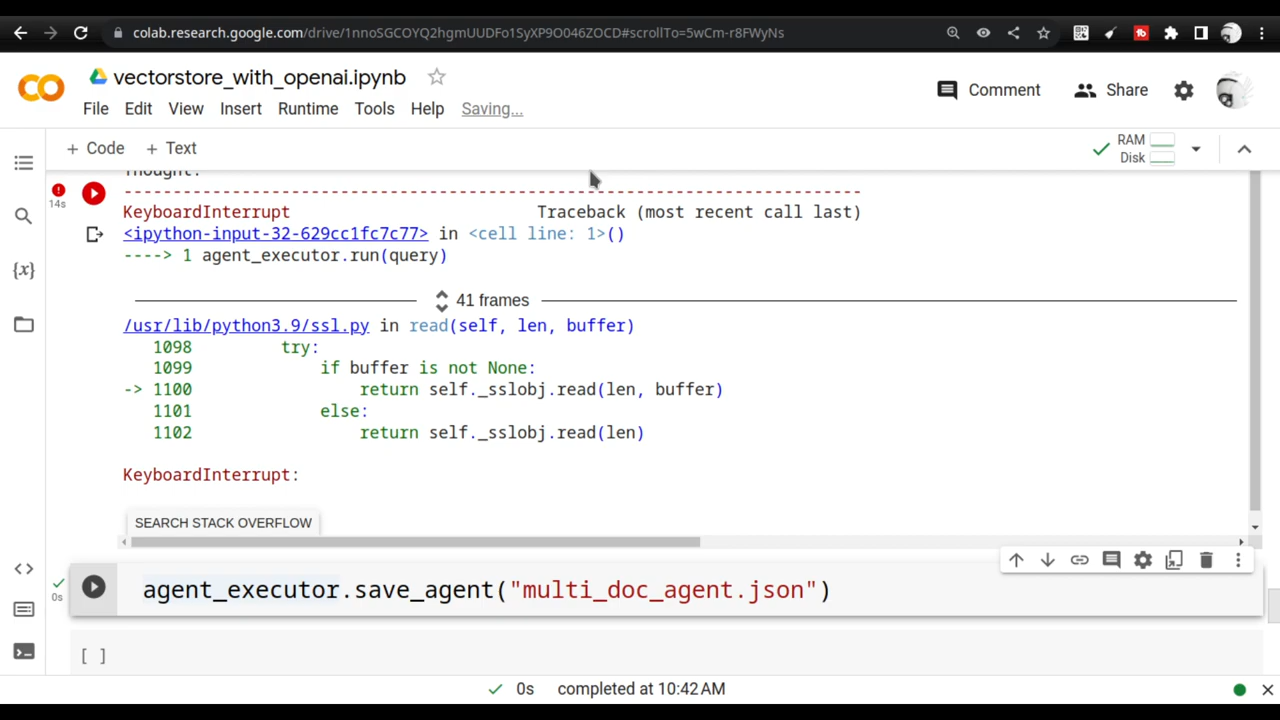 colab.research.google.com/drive/1nnoSGCOYQ2hgmUUDFo1SyXP9O046ZOCD#scrollTo=5wCm-r8FWyNs
vectorstore_with_openai.ipynb
Comment
Share
File Edit View Insert Runtime Tools Help Saving...
+ Code + Text
RAM
Disk
Thought:
--------------------------------------------------------------------------
14s
KeyboardInterrupt Traceback (most recent call last)
<ipython-input-32-629cc1fc7c77> in <cell line: 1>()
----> 1 agent_executor.run(query)
41 frames
/usr/lib/python3.9/ssl.py in read(self, len, buffer)
1098 try:
1099 if buffer is not None:
-> 1100 return self._sslobj.read(len, buffer)
1101 else:
1102 return self._sslobj.read(len)
KeyboardInterrupt:
SEARCH STACK OVERFLOW
0s
agent_executor.save_agent("multi_doc_agent.json")
[ ]
0s completed at 10:42 AM